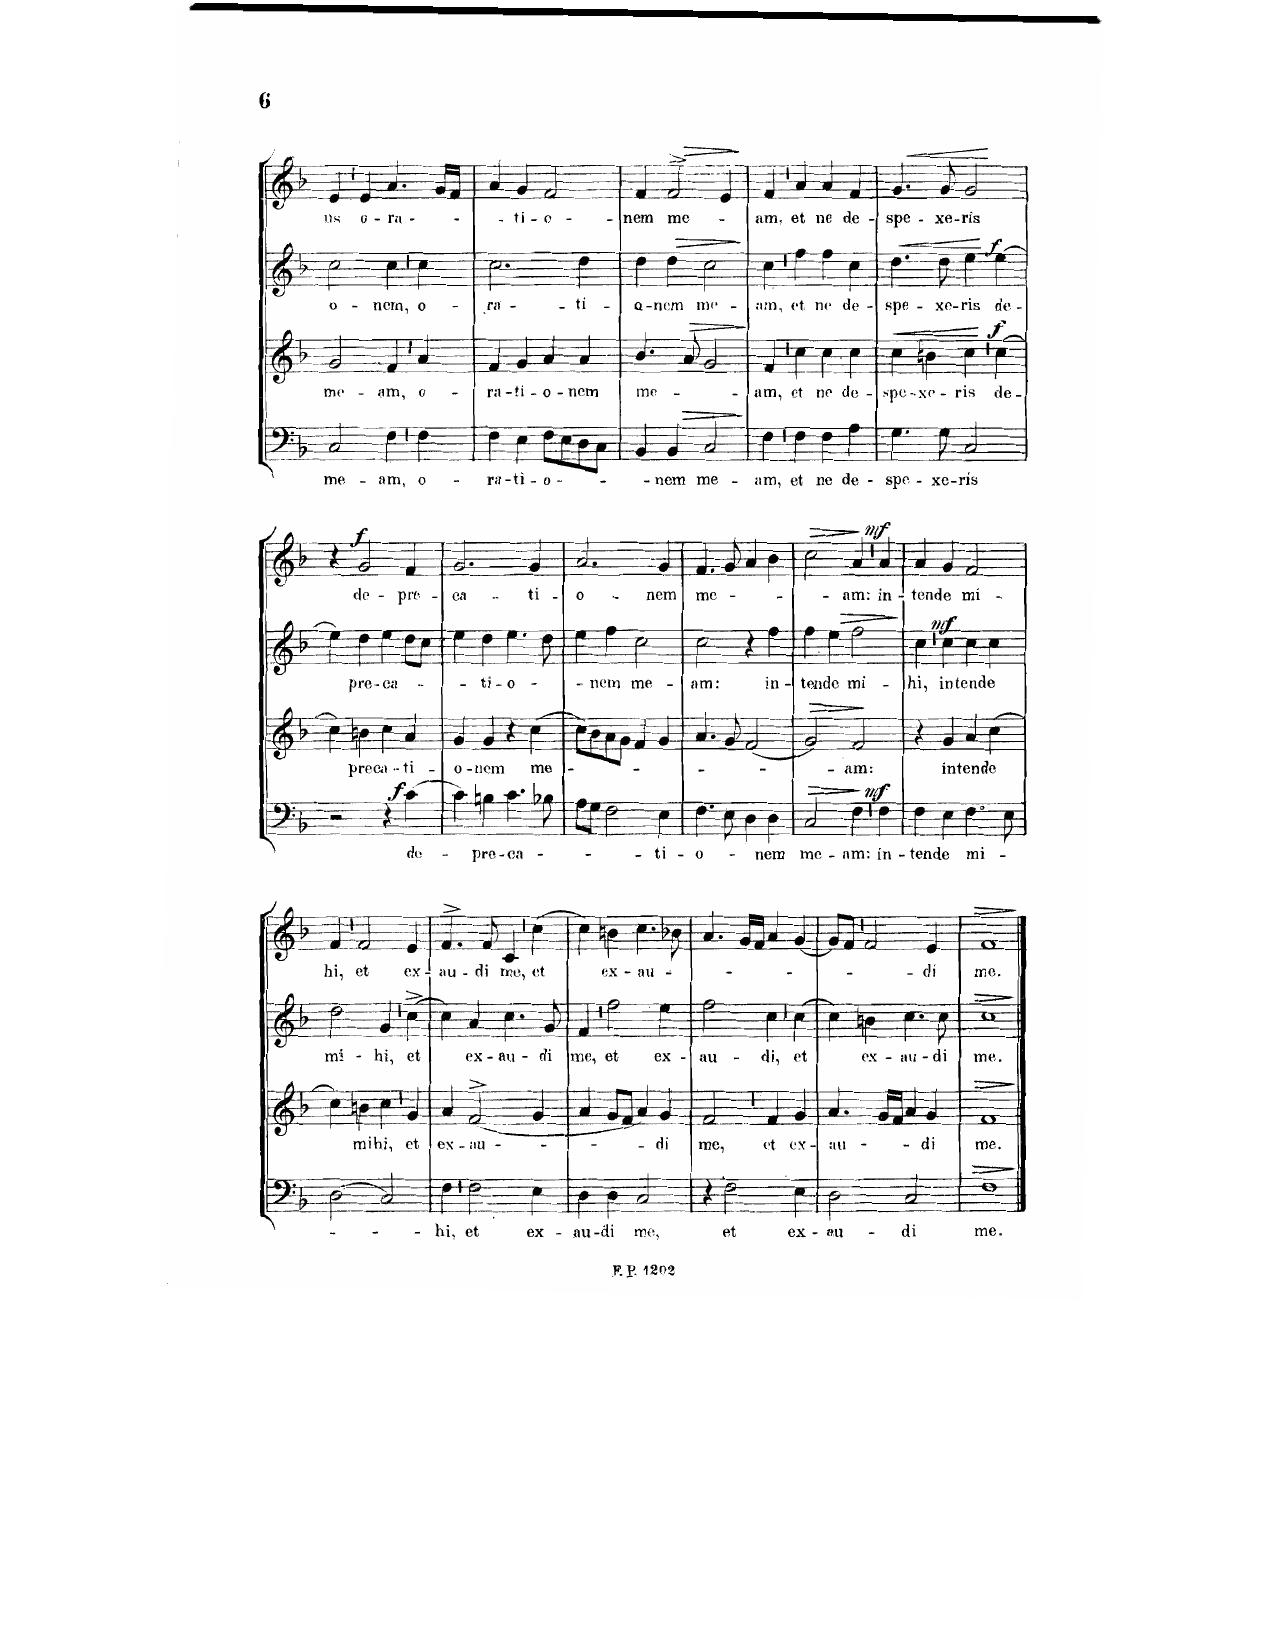 6
us o - ra - - - ti - o - nem me - am, et ne de - spe - xe - ris
o - nem, o - ra - ti - o - nem me - am, et ne de - spe - xe - ris de -
f
me - am, o - ra - ti - o - nem me - - am, et ne de - spe - xe - ris de -
f
me - am, o - ra - ti - o - - - nem me - am, et ne de - spe - xe - ris
f mf
de - pre - ca - ti - o - nem me - - - am: in - tende mi -
mf
pre - ca - - ti - o - - nem me - am: in - tende mi - hi, intende
preca - ti - o - nem me - - - - - am: intende
f mf
de - pre - ca - - - ti - o - nem me - am: in - tende mi -
hi, et ex - au - di me, et ex - au - - - - - di me.
mi - hi, et ex - au - di me, et ex - au - di, et ex - au - di me.
mihi, et ex - au - - - di me, et ex - au - - di me.
- - - hi, et ex - au - di me, et ex - au - di me.
F. P. 1202